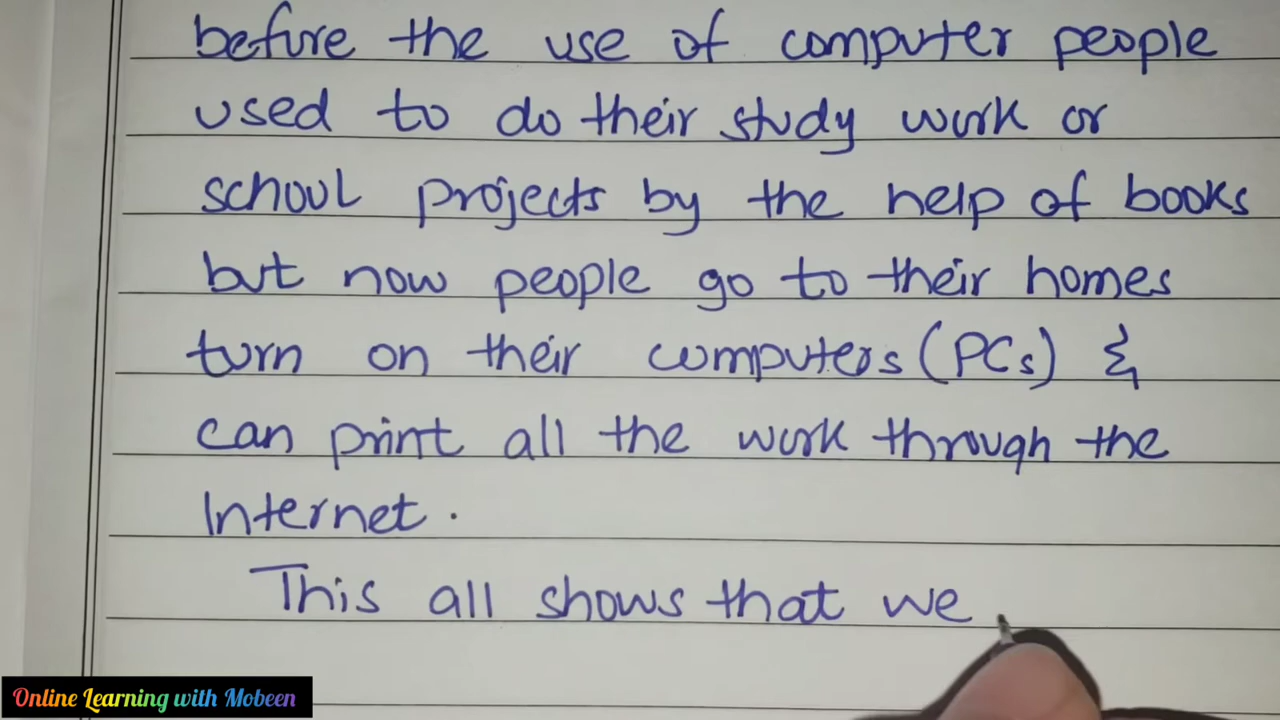 before the use of computer people
used to do their study work or
school projects by the help of books
but now people go to their homes
turn on their computers (PCs) &
can print all the work through the
Internet.
This all shows that we
Online Learning with Mobeen